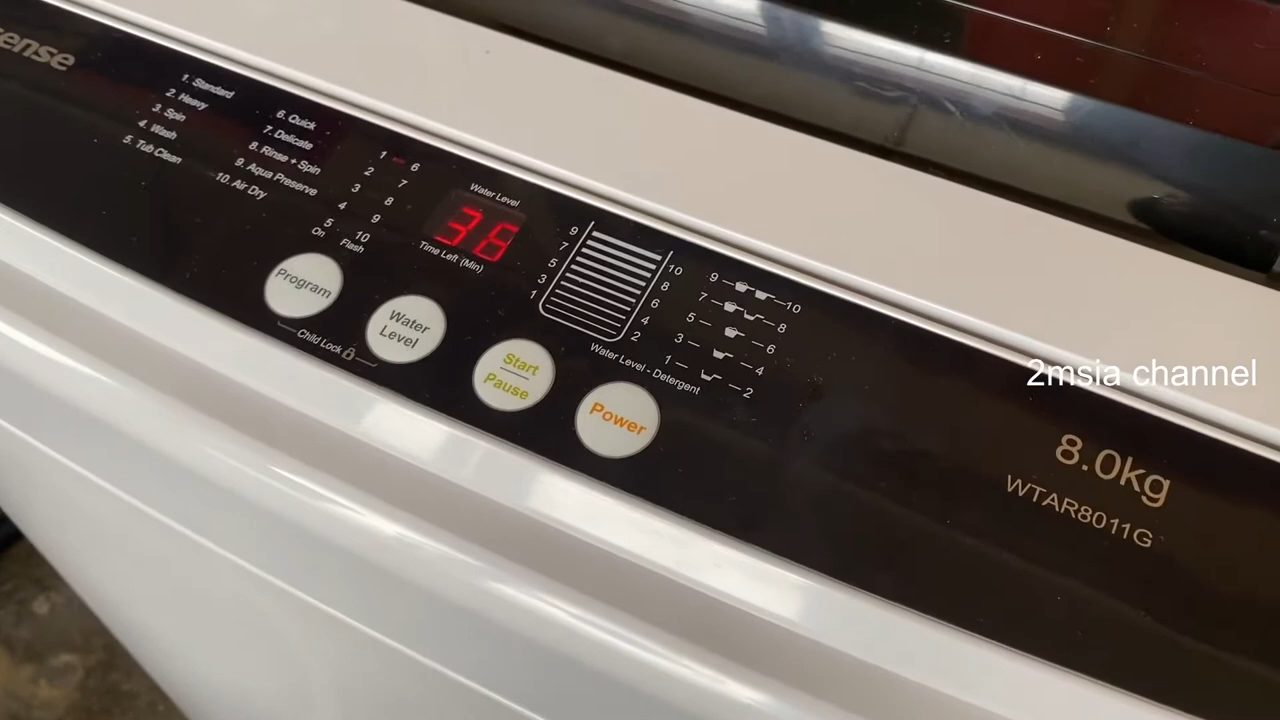 ense
1. Standard
2. Heavy
3. Spin
4. Wash
5. Tub Clean
6. Quick
7. Delicate
8. Rinse + Spin
9. Aqua Preserve
10. Air Dry
1 6
2 7
3 8
4 9
5 10
On Flash
Water Level
36
Time Left (Min)
9
7
5
3
1
10
8
6
4
2
9 10
7 8
5 6
3 4
1 2
Water Level - Detergent
Program
Water
Level
Child Lock
Start
Pause
Power
2msia channel
8.0kg
WTAR8011G